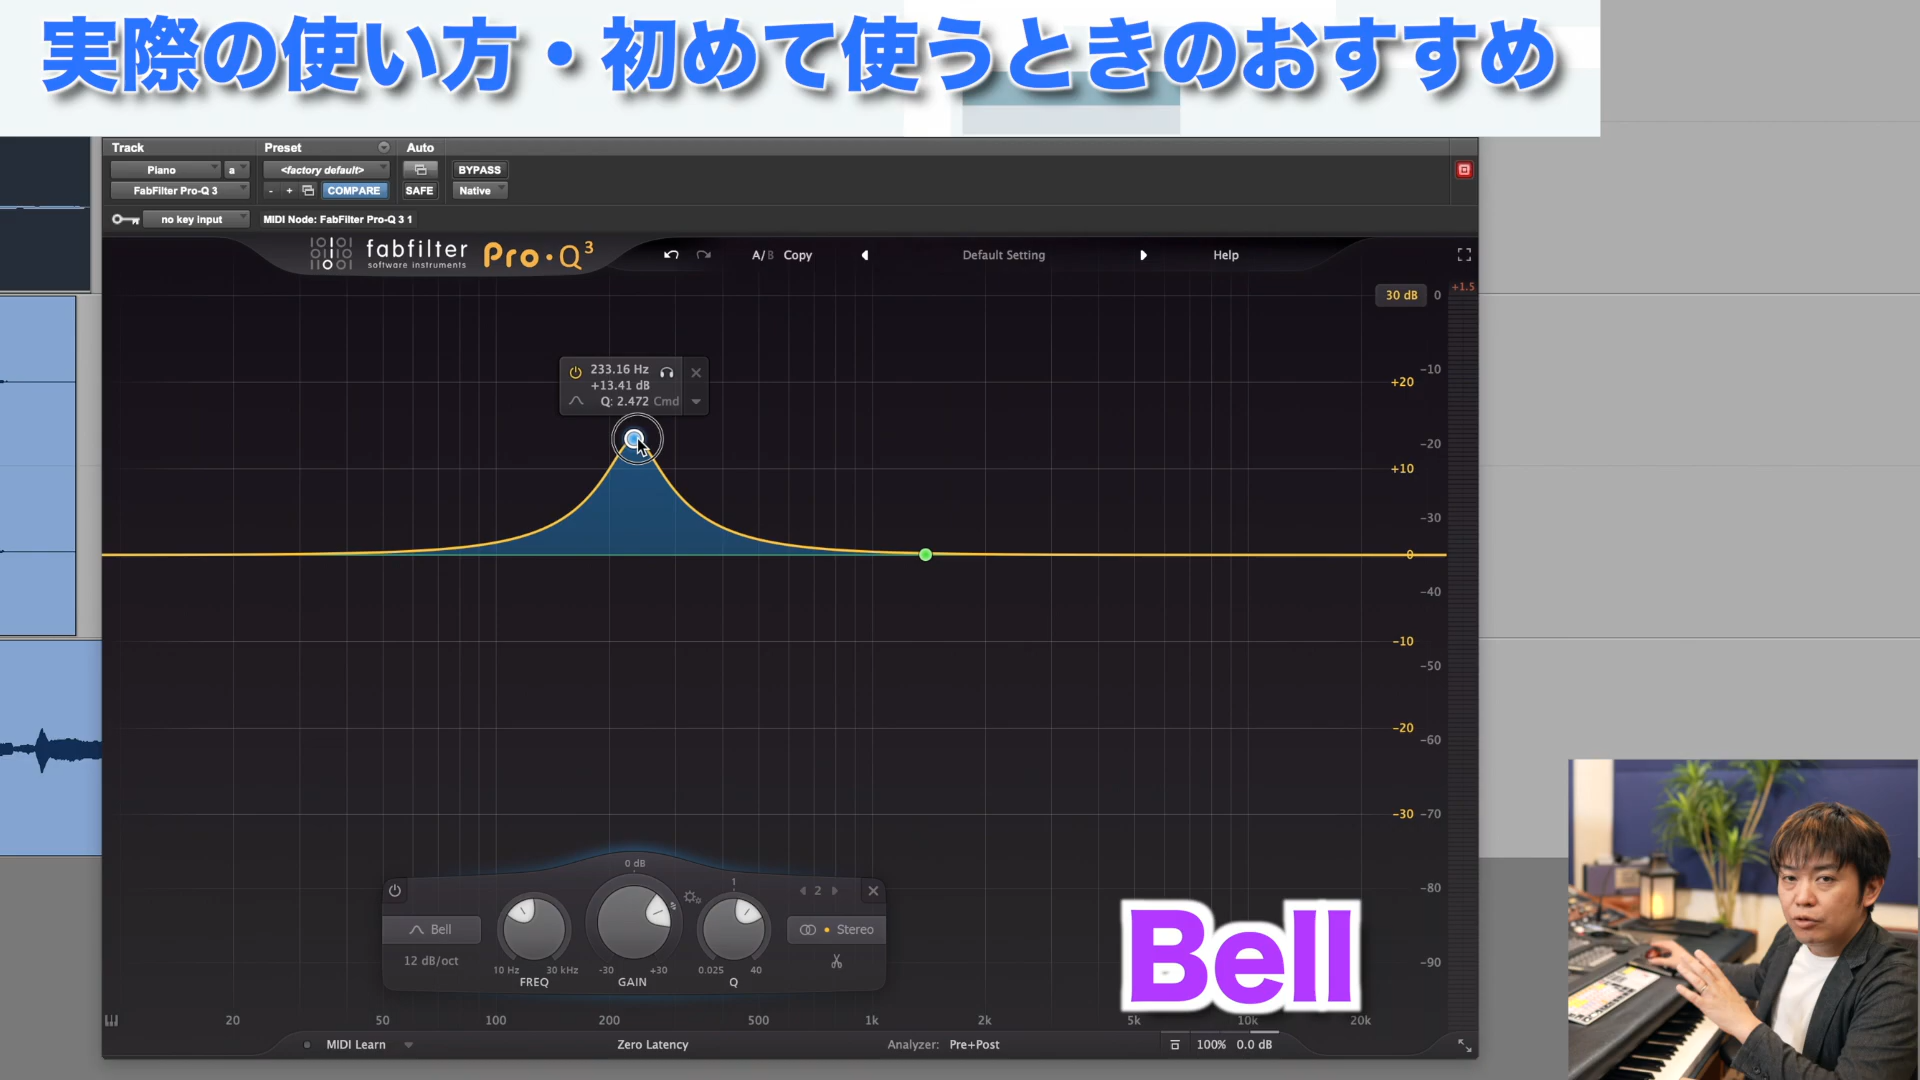 実際の使い方・初めて使うときのおすすめ
Track Preset Auto
Piano a <factory default> BYPASS
FabFilter Pro-Q 3 - + COMPARE SAFE Native
no key input MIDI Node: FabFilter Pro-Q 3 1
fabfilter Pro·Q3
software instruments
A/B Copy Default Setting Help
30 dB 0 +1.5
233.16 Hz
+13.41 dB
Q: 2.472 Cmd
-10
+20
-20
+10
-30
0
-40
-10
-50
-20
-60
-30 -70
-80
-90
0 dB
1
2
Bell Stereo
12 dB/oct
10 Hz 30 kHz -30 +30 0.025 40
FREQ GAIN Q
Bell
20 50 100 200 500 1k 2k 5k 10k 20k
MIDI Learn Zero Latency Analyzer: Pre+Post 100% 0.0 dB